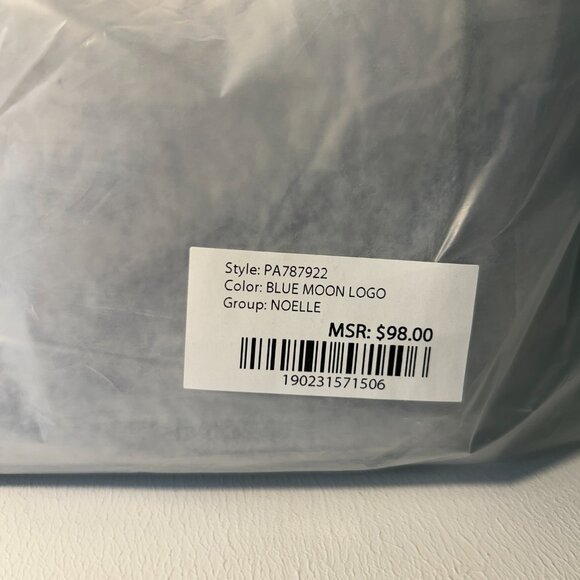 Style: PA787922
Color: BLUE MOON LOGO
Group: NOELLE
MSR: $98.00
190231571506